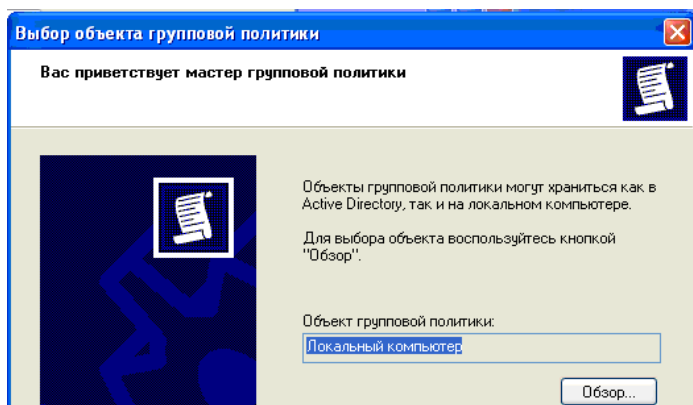 Выбор объекта групповой политики
Вас приветствует мастер групповой политики
Объекты групповой политики могут храниться как в
Active Directory, так и на локальном компьютере.
Для выбора объекта воспользуйтесь кнопкой
"Обзор".
Объект групповой политики:
Локальный компьютер
Обзор...